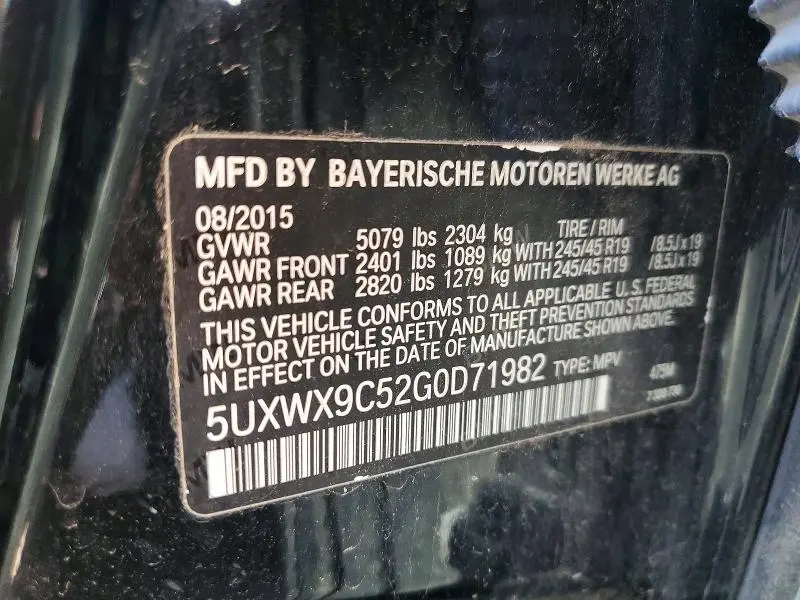 MFD BY BAYERISCHE MOTOREN WERKE AG
08/2015 TIRE / RIM
GVWR 5079 lbs 2304 kg
GAWR FRONT 2401 lbs 1089 kg WITH 245/45 R19 / 8.5J x 19
GAWR REAR 2820 lbs 1279 kg WITH 245/45 R19 / 8.5J x 19
THIS VEHICLE CONFORMS TO ALL APPLICABLE U. S. FEDERAL
MOTOR VEHICLE SAFETY AND THEFT PREVENTION STANDARDS
IN EFFECT ON THE DATE OF MANUFACTURE SHOWN ABOVE.
5UXWX9C52G0D71982 TYPE: MPV 475M